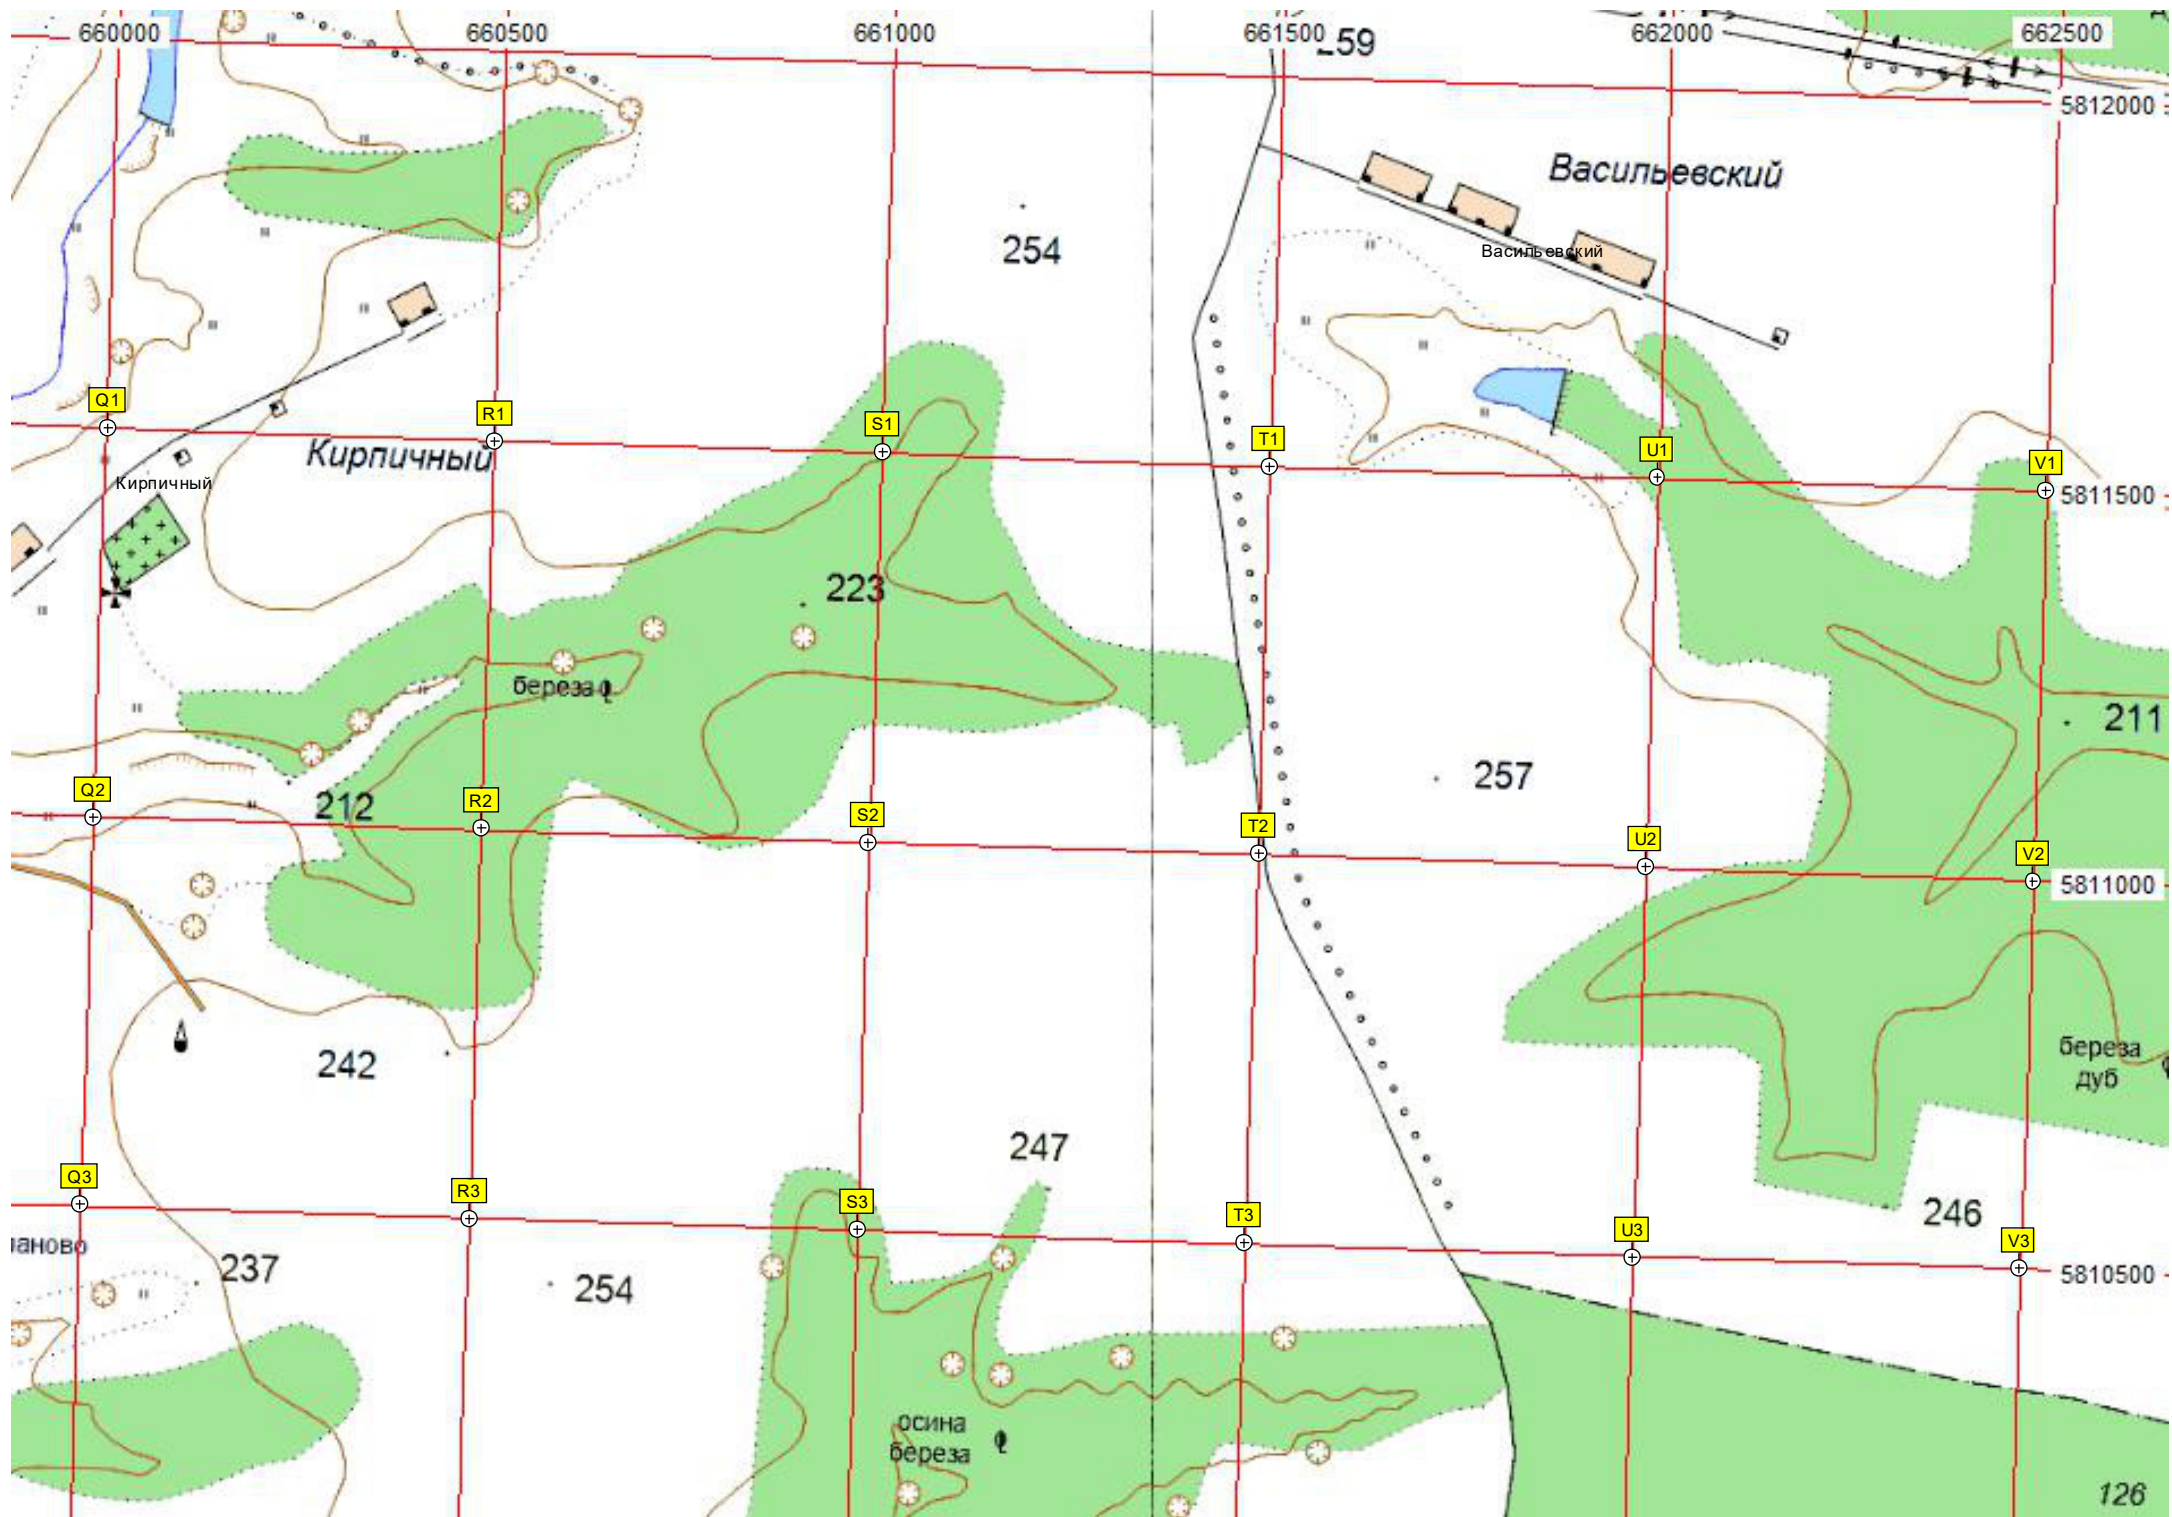 660000
660500
661000
661500
662000
662500
5812000
Васильевский
254
Васильевский
Q1
R1
S1
T1
U1
V1
Кирпичный
Кирпичный
5811500
223
береза
211
257
212
Q2
R2
S2
T2
U2
V2
5811000
береза
дуб
242
247
Q3
R3
S3
T3
U3
V3
246
237
254
5810500
осина
береза
126